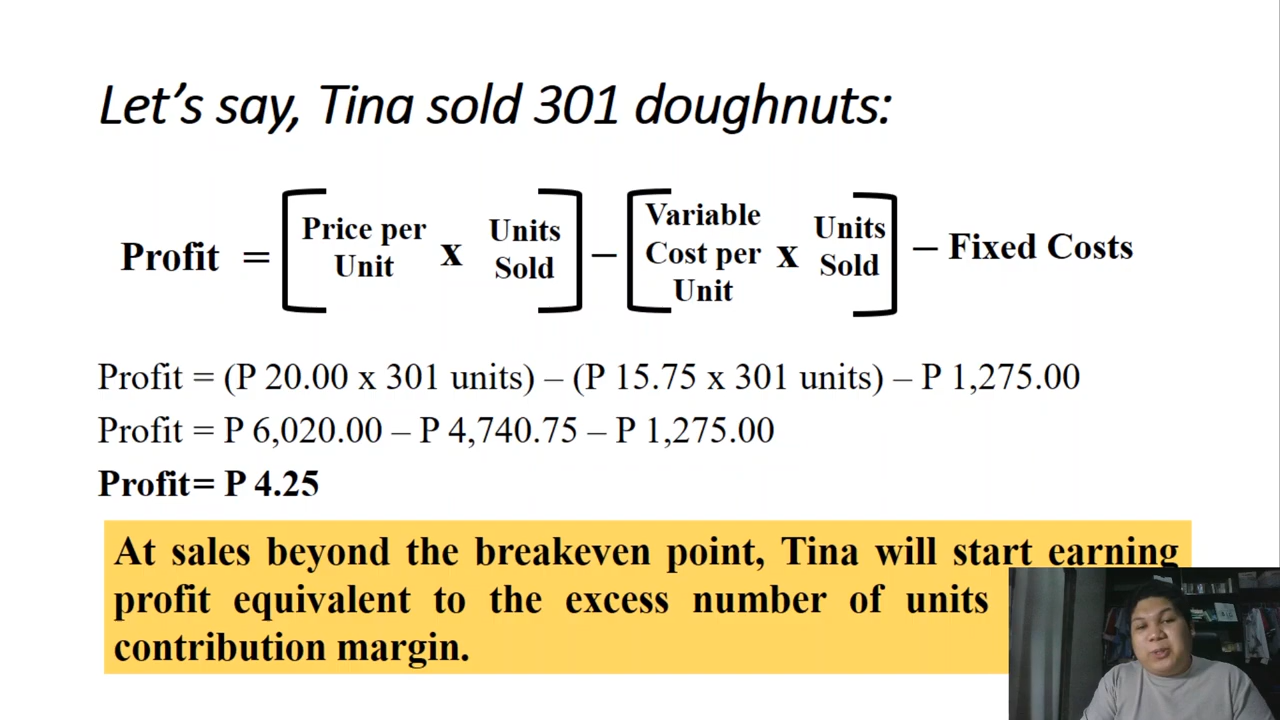 Let's say, Tina sold 301 doughnuts:
Profit = [Price per Unit x Units Sold] – [Variable Cost per Unit x Units Sold] – Fixed Costs
Profit = (P 20.00 x 301 units) – (P 15.75 x 301 units) – P 1,275.00
Profit = P 6,020.00 – P 4,740.75 – P 1,275.00
Profit= P 4.25
At sales beyond the breakeven point, Tina will start earning
profit equivalent to the excess number of units
contribution margin.